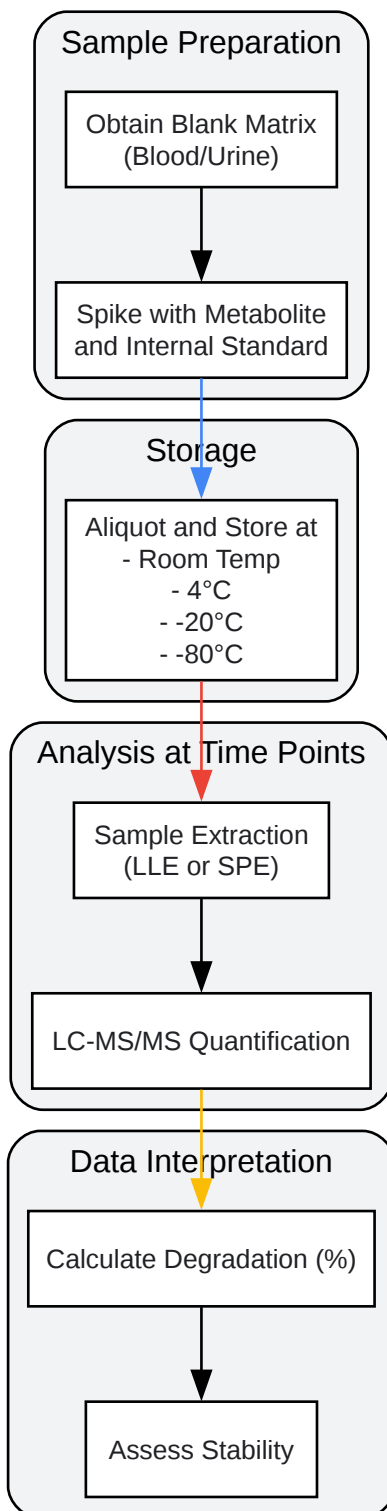 Sample Preparation
Obtain Blank Matrix
(Blood/Urine)
Spike with Metabolite
and Internal Standard
Storage
Aliquot and Store at
- Room Temp
- 4°C
- -20°C
- -80°C
Analysis at Time Points
Sample Extraction
(LLE or SPE)
LC-MS/MS Quantification
Data Interpretation
Calculate Degradation (%)
Assess Stability